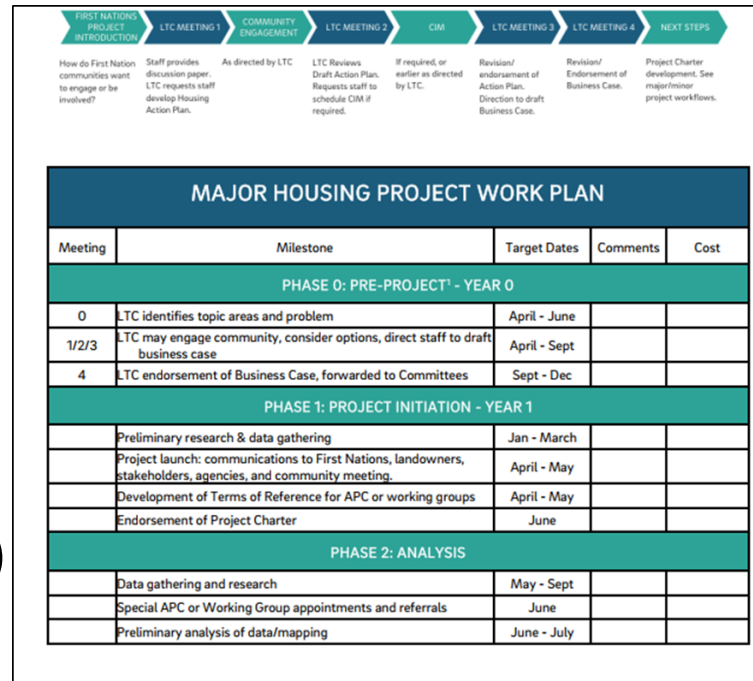 FIRST NATIONS
PROJECT
INTRODUCTION
LTC MEETING 1
COMMUNITY
ENGAGEMENT
LTC MEETING 2
CIM
LTC MEETING 3
LTC MEETING 4
NEXT STEPS
How do First Nation
communities want
to engage or be
involved?
Staff provides
discussion paper.
LTC requests staff
develop Housing
Action Plan.
As directed by LTC
LTC Reviews
Draft Action Plan.
Requests staff to
schedule CIM if
required.
If required, or
earlier as directed
by LTC.
Revision/
endorsement of
Action Plan.
Direction to draft
Business Case.
Revision/
Endorsement of
Business Case.
Project Charter
development. See
major/minor
project workflows.
MAJOR HOUSING PROJECT WORK PLAN
Meeting Milestone Target Dates Comments Cost
PHASE 0: PRE-PROJECT¹ - YEAR 0
0 LTC identifies topic areas and problem April - June
1/2/3 LTC may engage community, consider options, direct staff to draft
business case April - Sept
4 LTC endorsement of Business Case, forwarded to Committees Sept - Dec
PHASE 1: PROJECT INITIATION - YEAR 1
Preliminary research & data gathering Jan - March
Project launch: communications to First Nations, landowners,
stakeholders, agencies, and community meeting. April - May
Development of Terms of Reference for APC or working groups April - May
Endorsement of Project Charter June
PHASE 2: ANALYSIS
Data gathering and research May - Sept
Special APC or Working Group appointments and referrals June
Preliminary analysis of data/mapping June - July